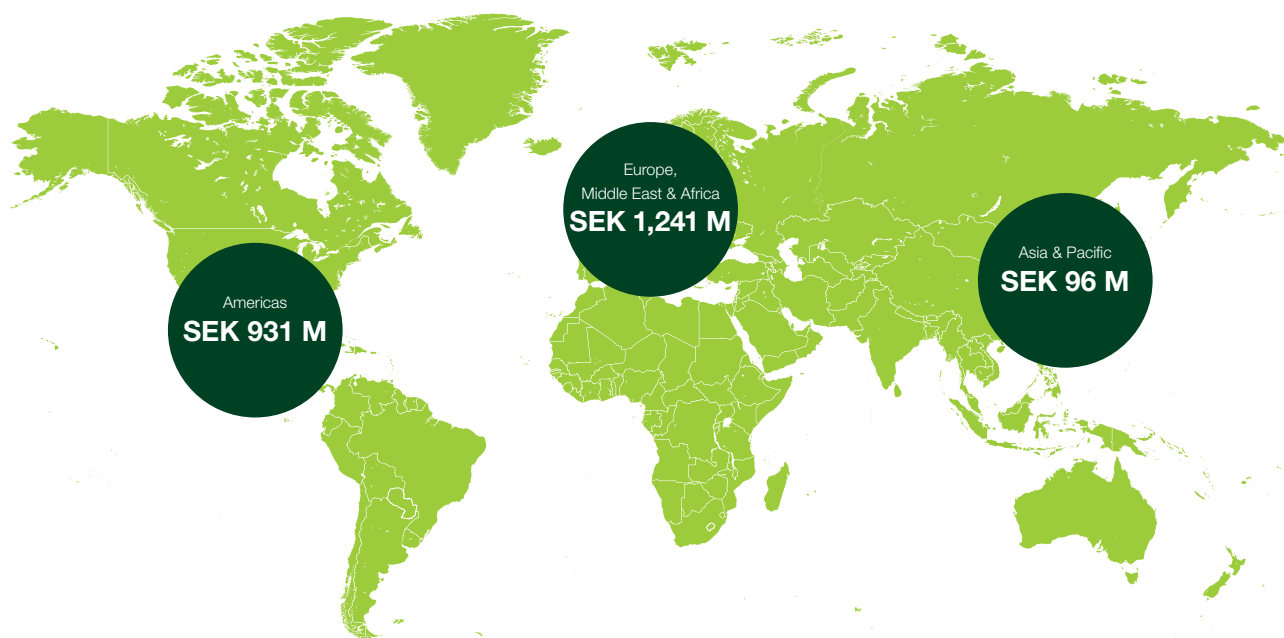 Europe,
Middle East & Africa
SEK 1,241 M
Asia & Pacific
SEK 96 M
Americas
SEK 931 M